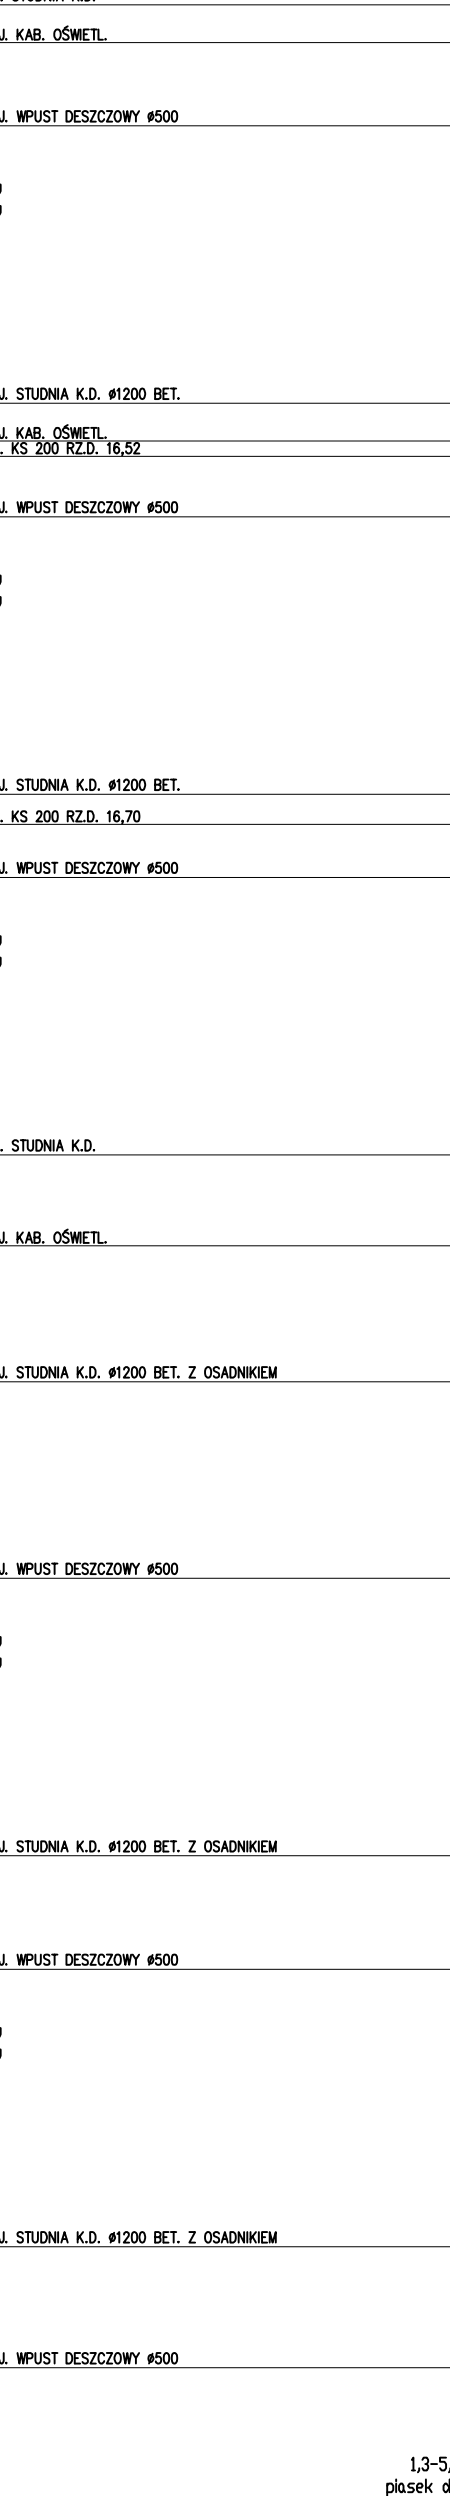 J. KAB. OŚWIETL.
J. WPUST DESZCZOWY ø500
J. STUDNIA K.D. ø1200 BET.
J. KAB. OŚWIETL.
. KS 200 RZ.D. 16,52
J. WPUST DESZCZOWY ø500
J. STUDNIA K.D. ø1200 BET.
. KS 200 RZ.D. 16,70
J. WPUST DESZCZOWY ø500
. STUDNIA K.D.
J. KAB. OŚWIETL.
J. STUDNIA K.D. ø1200 BET. Z OSADNIKIEM
J. WPUST DESZCZOWY ø500
J. STUDNIA K.D. ø1200 BET. Z OSADNIKIEM
J. WPUST DESZCZOWY ø500
J. STUDNIA K.D. ø1200 BET. Z OSADNIKIEM
J. WPUST DESZCZOWY ø500
1,3-5,
piasek d